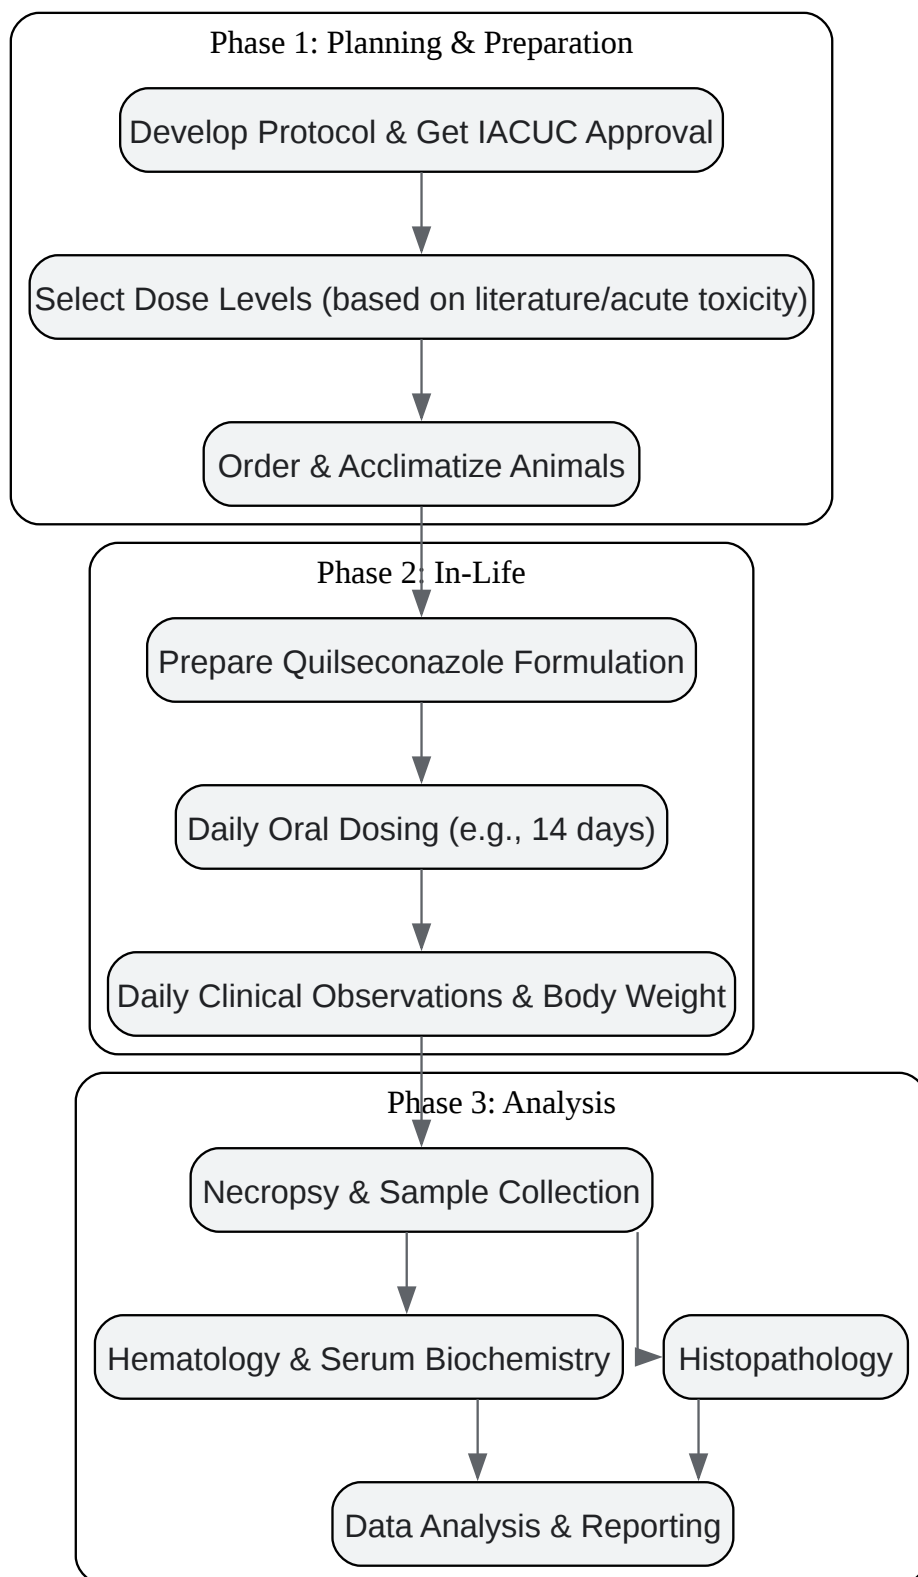 Phase 1: Planning & Preparation
Develop Protocol & Get IACUC Approval
Select Dose Levels (based on literature/acute toxicity)
Order & Acclimatize Animals
Phase 2: In-Life
Prepare Quilseconazole Formulation
Daily Oral Dosing (e.g., 14 days)
Daily Clinical Observations & Body Weight
Phase 3: Analysis
Necropsy & Sample Collection
Hematology & Serum Biochemistry
Histopathology
Data Analysis & Reporting